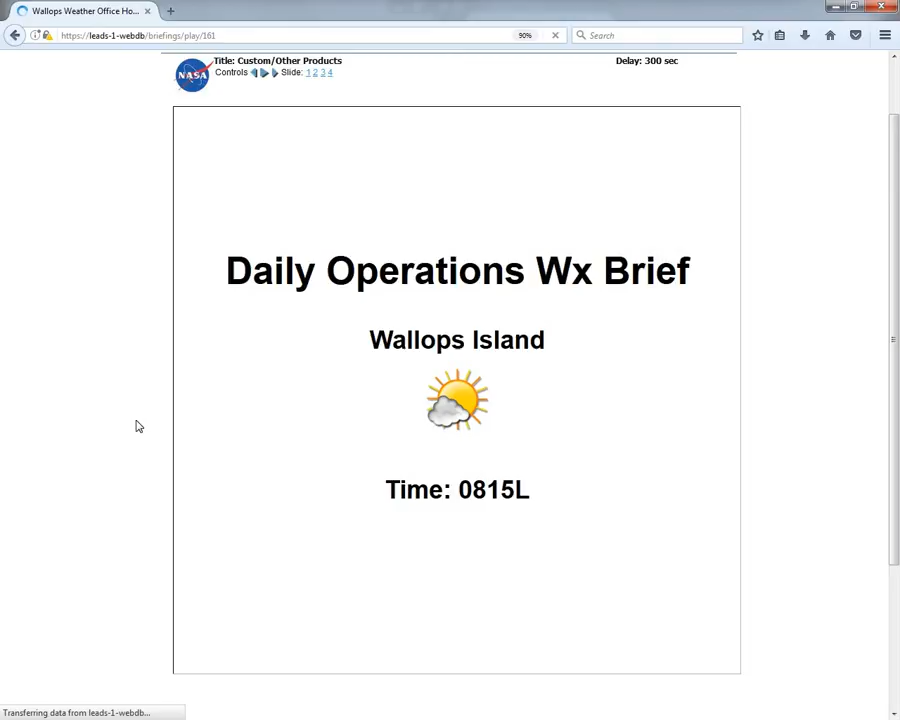 Wallops Weather Office Ho...
https://leads-1-webdb/briefings/play/161
90%
Search
NASA
Title: Custom/Other Products
Delay: 300 sec
Controls Slide: 1 2 3 4
Daily Operations Wx Brief
Wallops Island
Time: 0815L
Transferring data from leads-1-webdb...